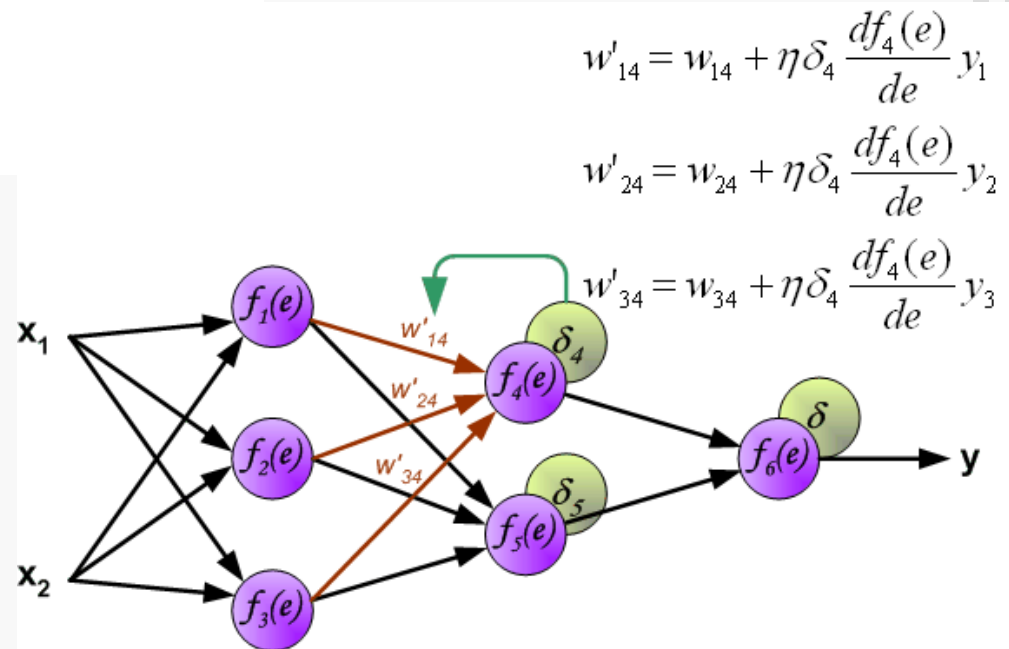 w'₁₄ = w₁₄ + ηδ₄ df₄(e)/de y₁
w'₂₄ = w₂₄ + ηδ₄ df₄(e)/de y₂
w'₃₄ = w₃₄ + ηδ₄ df₄(e)/de y₃
x₁
f₁(e)
w'₁₄
δ₄
f₄(e)
w'₂₄
f₂(e)
w'₃₄
δ
f₆(e)
y
δ₅
f₅(e)
x₂
f₃(e)